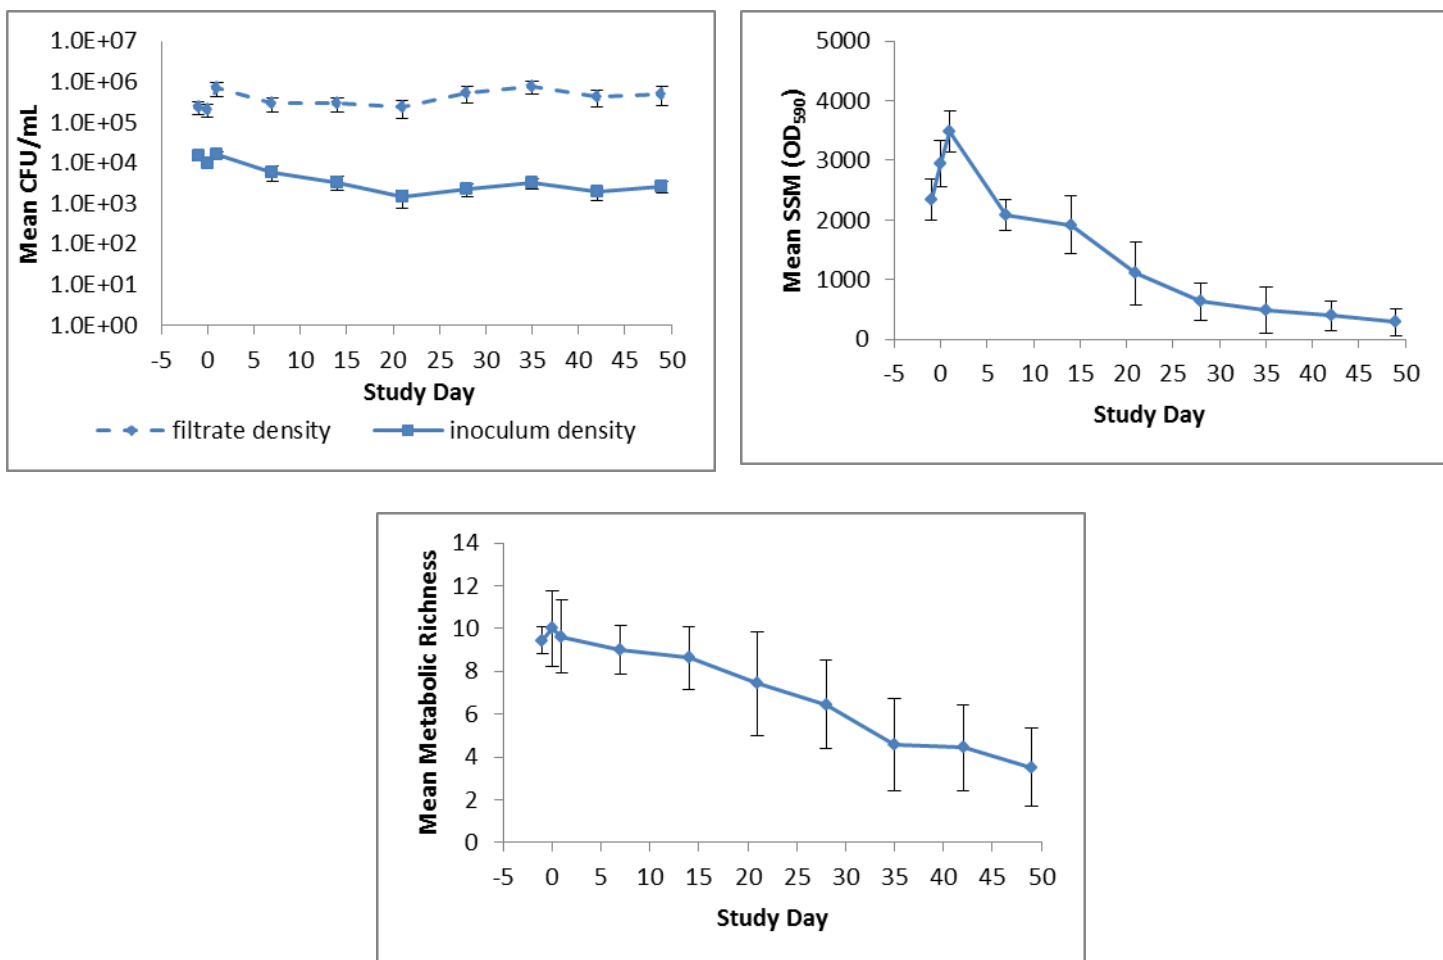 1.0E+07
1.0E+06
1.0E+05
1.0E+04
1.0E+03
1.0E+02
1.0E+01
1.0E+00
Mean CFU/mL
-5 0 5 10 15 20 25 30 35 40 45 50
Study Day
filtrate density inoculum density
5000
4000
3000
2000
1000
0
Mean SSM (OD₅₉₀)
-5 0 5 10 15 20 25 30 35 40 45 50
Study Day
14
12
10
8
6
4
2
0
Mean Metabolic Richness
-5 0 5 10 15 20 25 30 35 40 45 50
Study Day